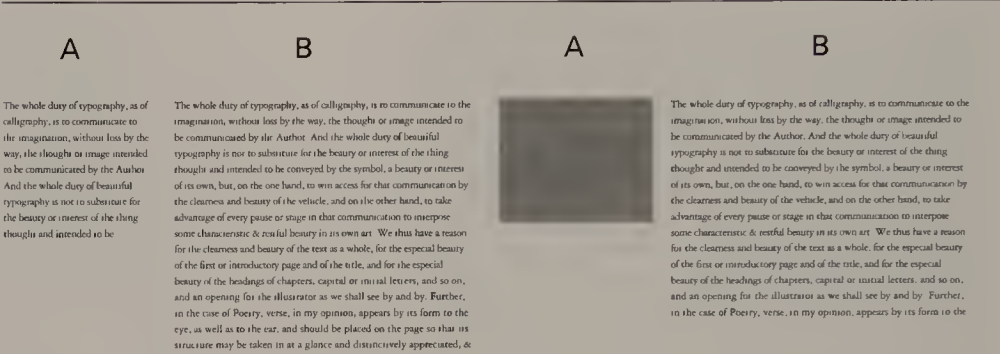 A
B
A
B
The whole duty of typography, as of
calligraphy, is to communicate to
the imagination, without loss by the
way, the thought or image intended
to be communicated by the Author
And the whole duty of beautiful
typography is not to substitute for
the beauty or interest of the thing
thought and intended to be
The whole duty of typography, as of calligraphy, is to communicate to the
imagination, without loss by the way, the thought or image intended to
be communicated by the Author And the whole duty of beautiful
typography is not to substitute for the beauty or interest of the thing
thought and intended to be conveyed by the symbol, a beauty or interest
of its own, but, on the one hand, to win access for that communication by
the clearness and beauty of the vehicle, and on the other hand, to take
advantage of every pause or stage in that communication to interpose
some characteristic & restful beauty in its own art We thus have a reason
for the clearness and beauty of the text as a whole, for the especial beauty
of the first or introductory page and of the title, and for the especial
beauty of the headings of chapters, capital or initial letters, and so on,
and an opening for the illustrator as we shall see by and by. Further,
in the case of Poetry, verse, in my opinion, appears by its form to the
eye, as well as to the ear, and should be placed on the page so that its
structure may be taken in at a glance and distinctively appreciated, &
The whole duty of typography, as of calligraphy, is to communicate to the
imagination, without loss by the way, the thought or image intended to
be communicated by the Author. And the whole duty of beautiful
typography is not to substitute for the beauty or interest of the thing
thought and intended to be conveyed by the symbol, a beauty or interest
of its own, but, on the one hand, to win access for that communication by
the clearness and beauty of the vehicle, and on the other hand, to take
advantage of every pause or stage in that communication to interpose
some characteristic & restful beauty in its own art We thus have a reason
for the clearness and beauty of the text as a whole, for the especial beauty
of the first or introductory page and of the title, and for the especial
beauty of the headings of chapters, capital or initial letters, and so on,
and an opening for the illustrator as we shall see by and by Further,
in the case of Poetry, verse, in my opinion, appears by its form to the